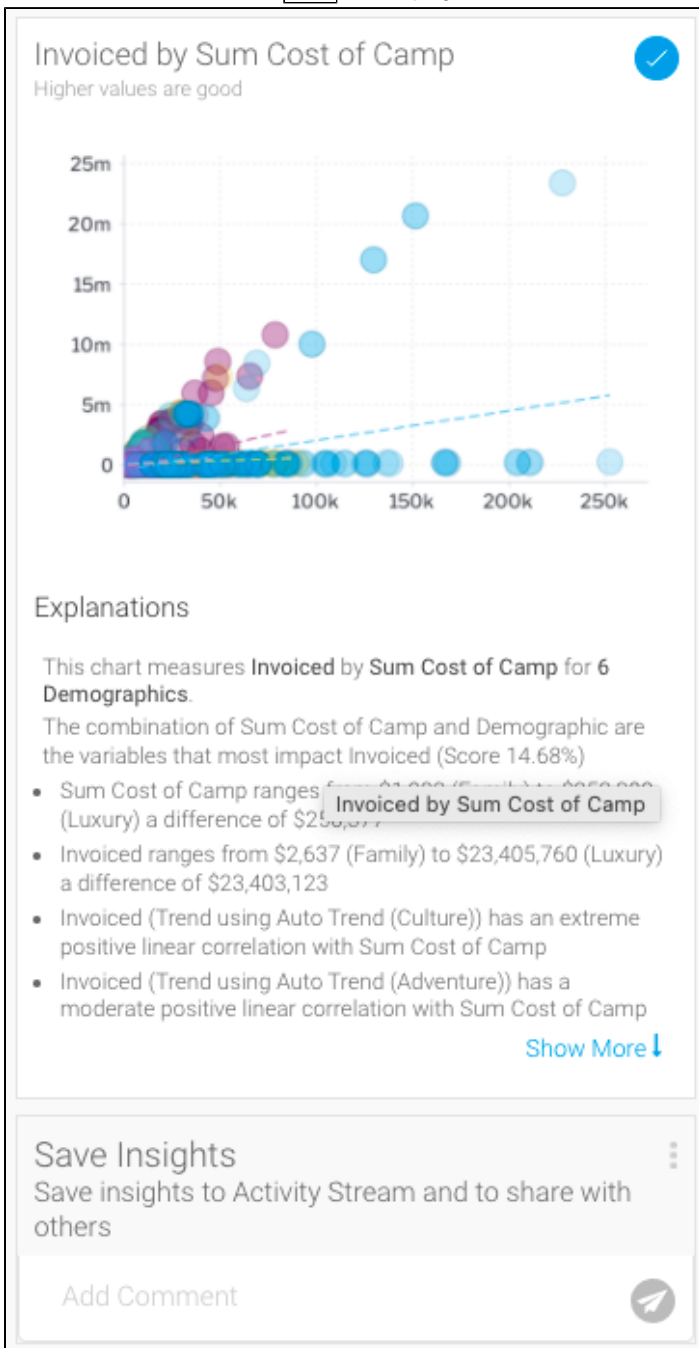 Invoiced by Sum Cost of Camp
Higher values are good
25m
20m
15m
10m
5m
0
0 50k 100k 150k 200k 250k
Explanations
This chart measures Invoiced by Sum Cost of Camp for 6
Demographics.
The combination of Sum Cost of Camp and Demographic are
the variables that most impact Invoiced (Score 14.68%)
• Sum Cost of Camp ranges
Invoiced by Sum Cost of Camp
(Luxury) a difference of
• Invoiced ranges from $2,637 (Family) to $23,405,760 (Luxury)
a difference of $23,403,123
• Invoiced (Trend using Auto Trend (Culture)) has an extreme
positive linear correlation with Sum Cost of Camp
• Invoiced (Trend using Auto Trend (Adventure)) has a
moderate positive linear correlation with Sum Cost of Camp
Show More
Save Insights
Save insights to Activity Stream and to share with
others
Add Comment